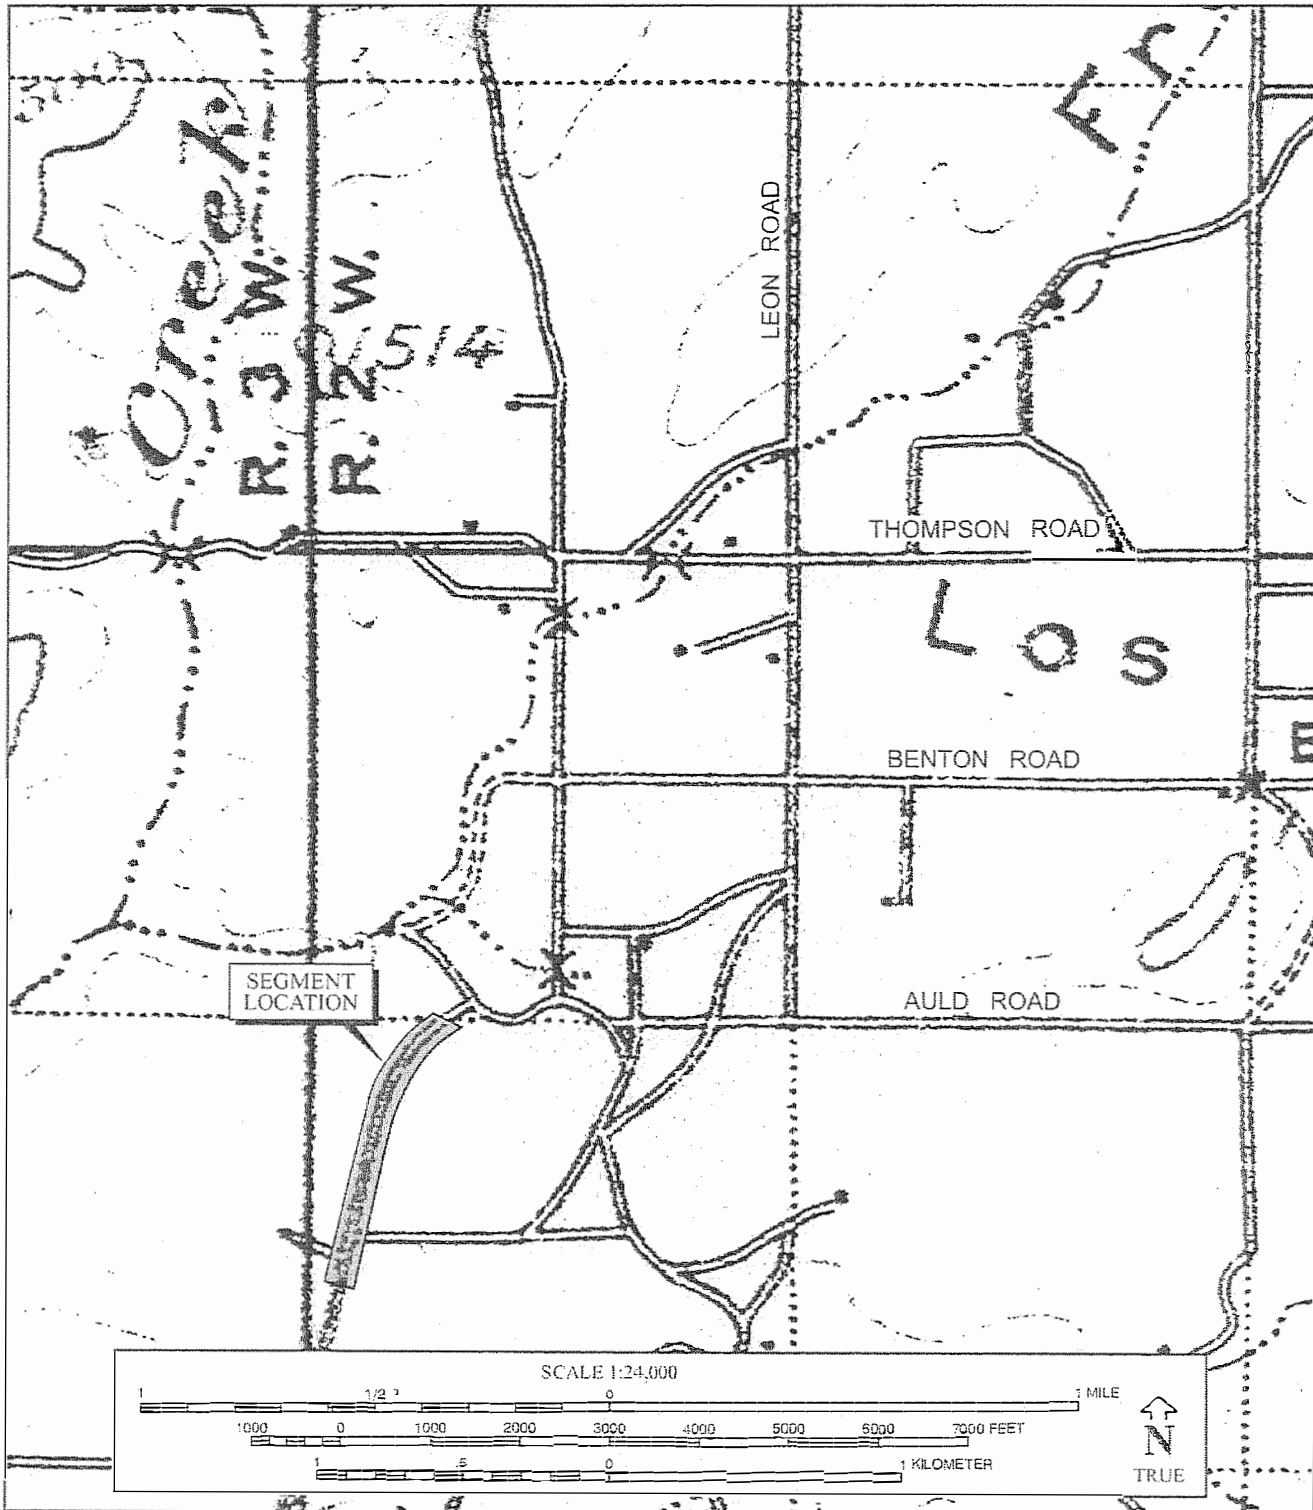 Creek
R. 3 W.
R. 2 W.
1514
LEON ROAD
THOMPSON ROAD
LOS
BENTON ROAD
SEGMENT
LOCATION
AULD ROAD
SCALE 1:24,000
1 1/2 0 1 MILE
1000 0 1000 2000 3000 4000 5000 6000 7000 FEET
1 .5 0 1 KILOMETER
N
TRUE